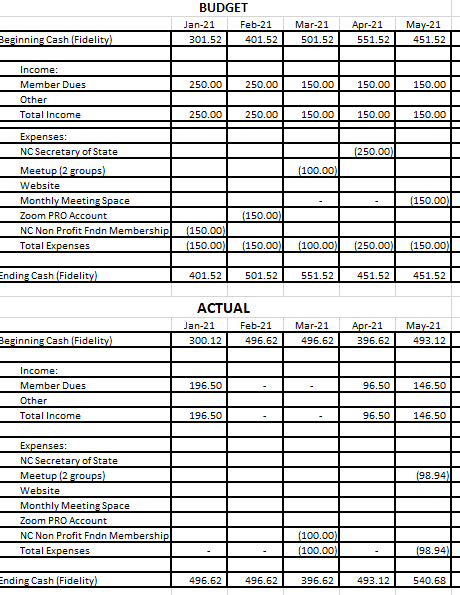 BUDGET
Jan-21 Feb-21 Mar-21 Apr-21 May-21
Beginning Cash (Fidelity) 301.52 401.52 501.52 551.52 451.52
Income:
Member Dues 250.00 250.00 150.00 150.00 150.00
Other
Total Income 250.00 250.00 150.00 150.00 150.00
Expenses:
NC Secretary of State (250.00)
Meetup (2 groups) (100.00)
Website
Monthly Meeting Space - - (150.00)
Zoom PRO Account (150.00)
NC Non Profit Fndn Membership (150.00)
Total Expenses (150.00) (150.00) (100.00) (250.00) (150.00)
Ending Cash (Fidelity) 401.52 501.52 551.52 451.52 451.52
ACTUAL
Jan-21 Feb-21 Mar-21 Apr-21 May-21
Beginning Cash (Fidelity) 300.12 496.62 496.62 396.62 493.12
Income:
Member Dues 196.50 - - 96.50 146.50
Other
Total Income 196.50 - - 96.50 146.50
Expenses:
NC Secretary of State
Meetup (2 groups) (98.94)
Website
Monthly Meeting Space
Zoom PRO Account
NC Non Profit Fndn Membership (100.00)
Total Expenses - - (100.00) - (98.94)
Ending Cash (Fidelity) 496.62 496.62 396.62 493.12 540.68